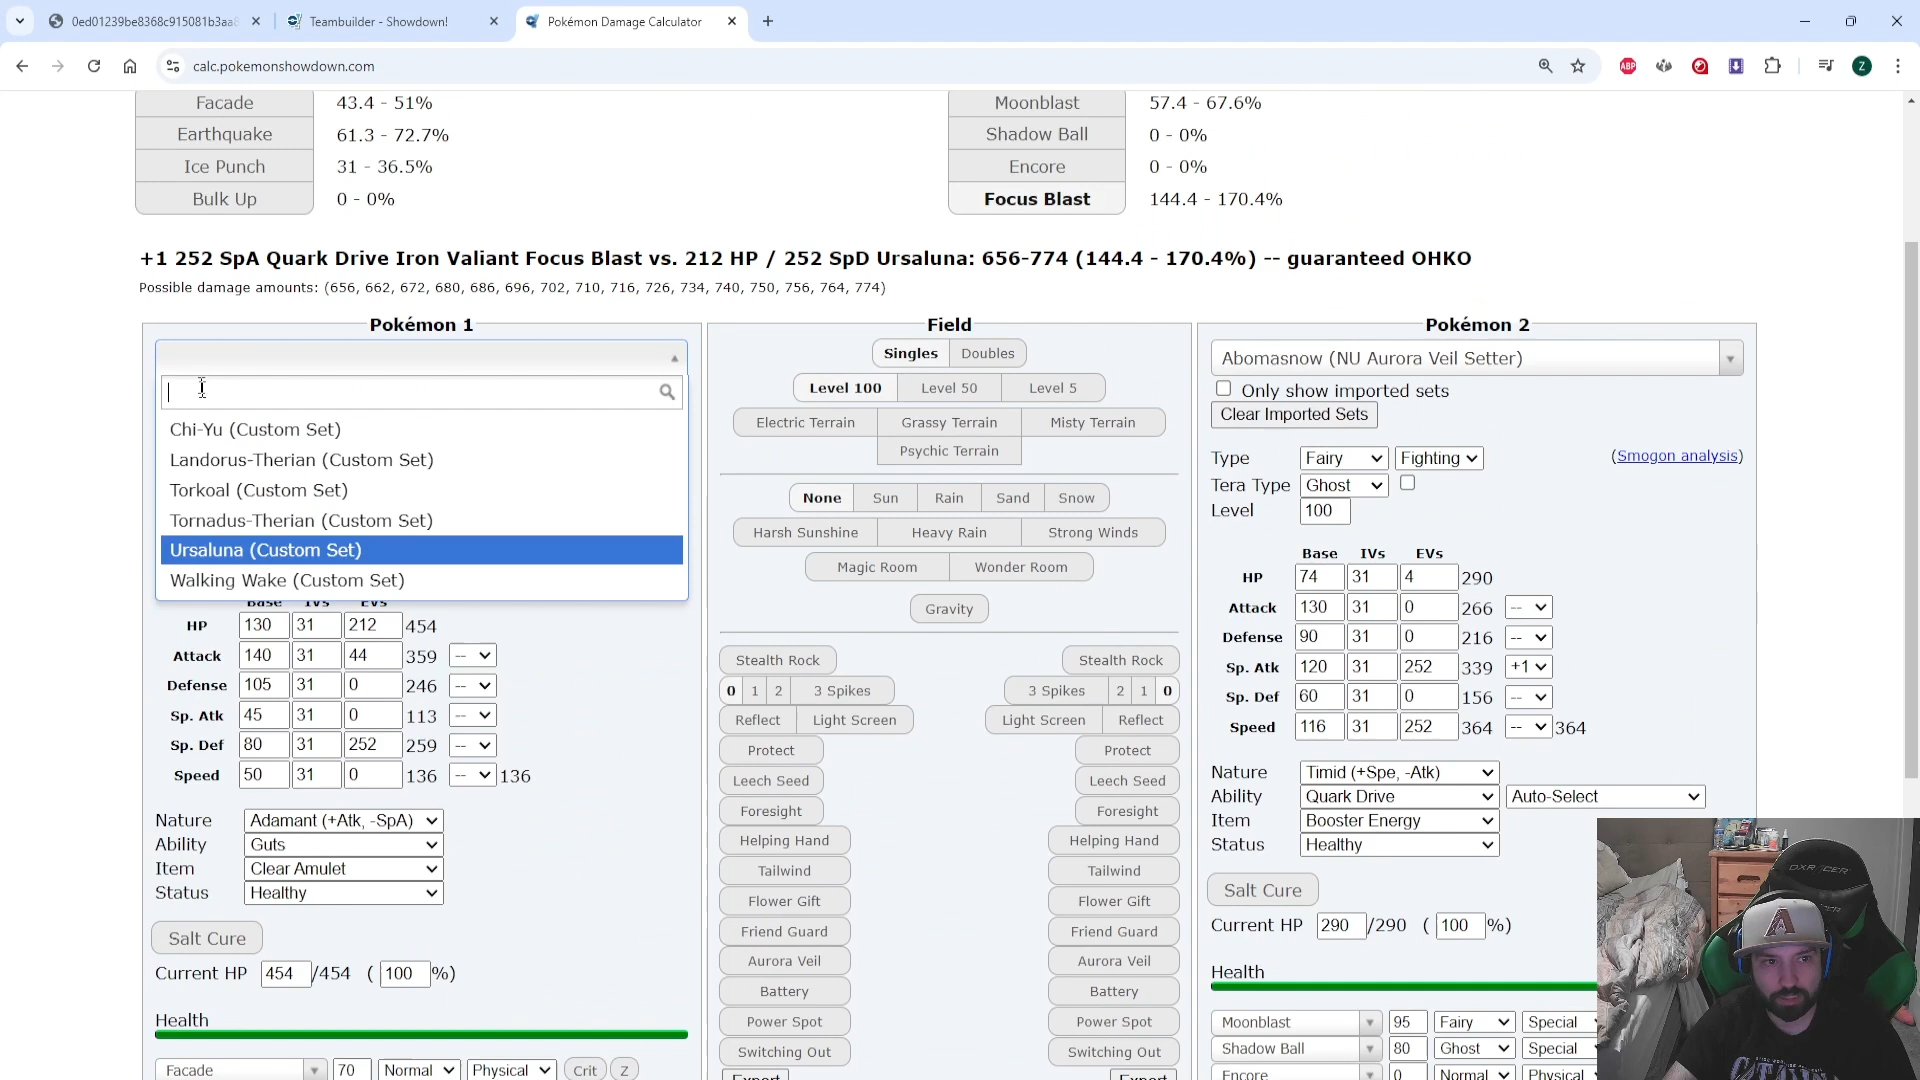 0ed01239be8368c915081b3aa8
Teambuilder - Showdown!
Pokémon Damage Calculator
calc.pokemonshowdown.com
ABP
Z
Facade 43.4 - 51%
Earthquake 61.3 - 72.7%
Ice Punch 31 - 36.5%
Bulk Up 0 - 0%
Moonblast 57.4 - 67.6%
Shadow Ball 0 - 0%
Encore 0 - 0%
Focus Blast 144.4 - 170.4%
+1 252 SpA Quark Drive Iron Valiant Focus Blast vs. 212 HP / 252 SpD Ursaluna: 656-774 (144.4 - 170.4%) -- guaranteed OHKO
Possible damage amounts: (656, 662, 672, 680, 686, 696, 702, 710, 716, 726, 734, 740, 750, 756, 764, 774)
Pokémon 1
Chi-Yu (Custom Set)
Landorus-Therian (Custom Set)
Torkoal (Custom Set)
Tornadus-Therian (Custom Set)
Ursaluna (Custom Set)
Walking Wake (Custom Set)
Base IVs EVs
HP 130 31 212 454
Attack 140 31 44 359 --
Defense 105 31 0 246 --
Sp. Atk 45 31 0 113 --
Sp. Def 80 31 252 259 --
Speed 50 31 0 136 -- 136
Nature Adamant (+Atk, -SpA)
Ability Guts
Item Clear Amulet
Status Healthy
Salt Cure
Current HP 454 /454 ( 100 %)
Health
Facade 70 Normal Physical Crit Z
Field
Singles Doubles
Level 100 Level 50 Level 5
Electric Terrain Grassy Terrain Misty Terrain
Psychic Terrain
None Sun Rain Sand Snow
Harsh Sunshine Heavy Rain Strong Winds
Magic Room Wonder Room
Gravity
Stealth Rock Stealth Rock
0 1 2 3 Spikes 3 Spikes 2 1 0
Reflect Light Screen Light Screen Reflect
Protect Protect
Leech Seed Leech Seed
Foresight Foresight
Helping Hand Helping Hand
Tailwind Tailwind
Flower Gift Flower Gift
Friend Guard Friend Guard
Aurora Veil Aurora Veil
Battery Battery
Power Spot Power Spot
Switching Out Switching Out
Export Export
Pokémon 2
Abomasnow (NU Aurora Veil Setter)
Only show imported sets
Clear Imported Sets
Type Fairy Fighting (Smogon analysis)
Tera Type Ghost
Level 100
Base IVs EVs
HP 74 31 4 290
Attack 130 31 0 266 --
Defense 90 31 0 216 --
Sp. Atk 120 31 252 339 +1
Sp. Def 60 31 0 156 --
Speed 116 31 252 364 -- 364
Nature Timid (+Spe, -Atk)
Ability Quark Drive Auto-Select
Item Booster Energy
Status Healthy
Salt Cure
Current HP 290 /290 ( 100 %)
Health
Moonblast 95 Fairy Special
Shadow Ball 80 Ghost Special
Encore 0 Normal Physical
DXRACER
A